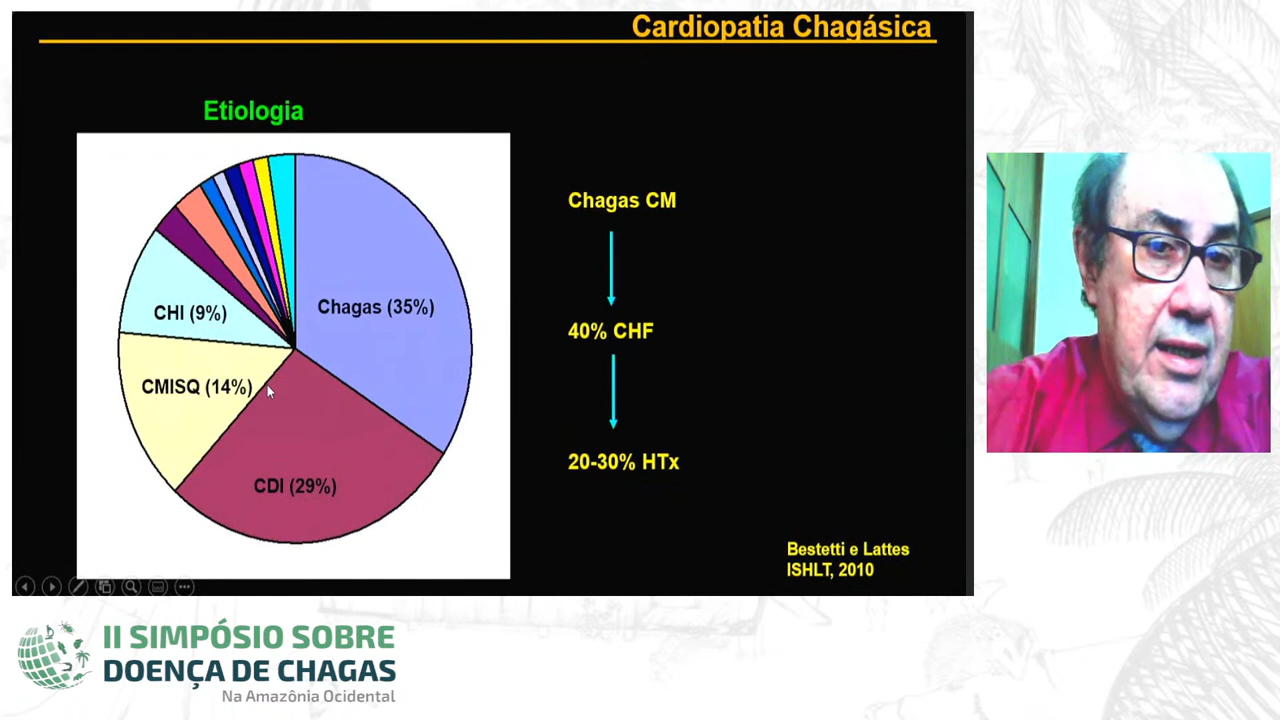 Cardiopatia Chagásica
Etiologia
Chagas (35%)
CHI (9%)
CMISQ (14%)
CDI (29%)
Chagas CM
40% CHF
20-30% HTx
Bestetti e Lattes
ISHLT, 2010
II SIMPÓSIO SOBRE
DOENÇA DE CHAGAS
Na Amazônia Ocidental